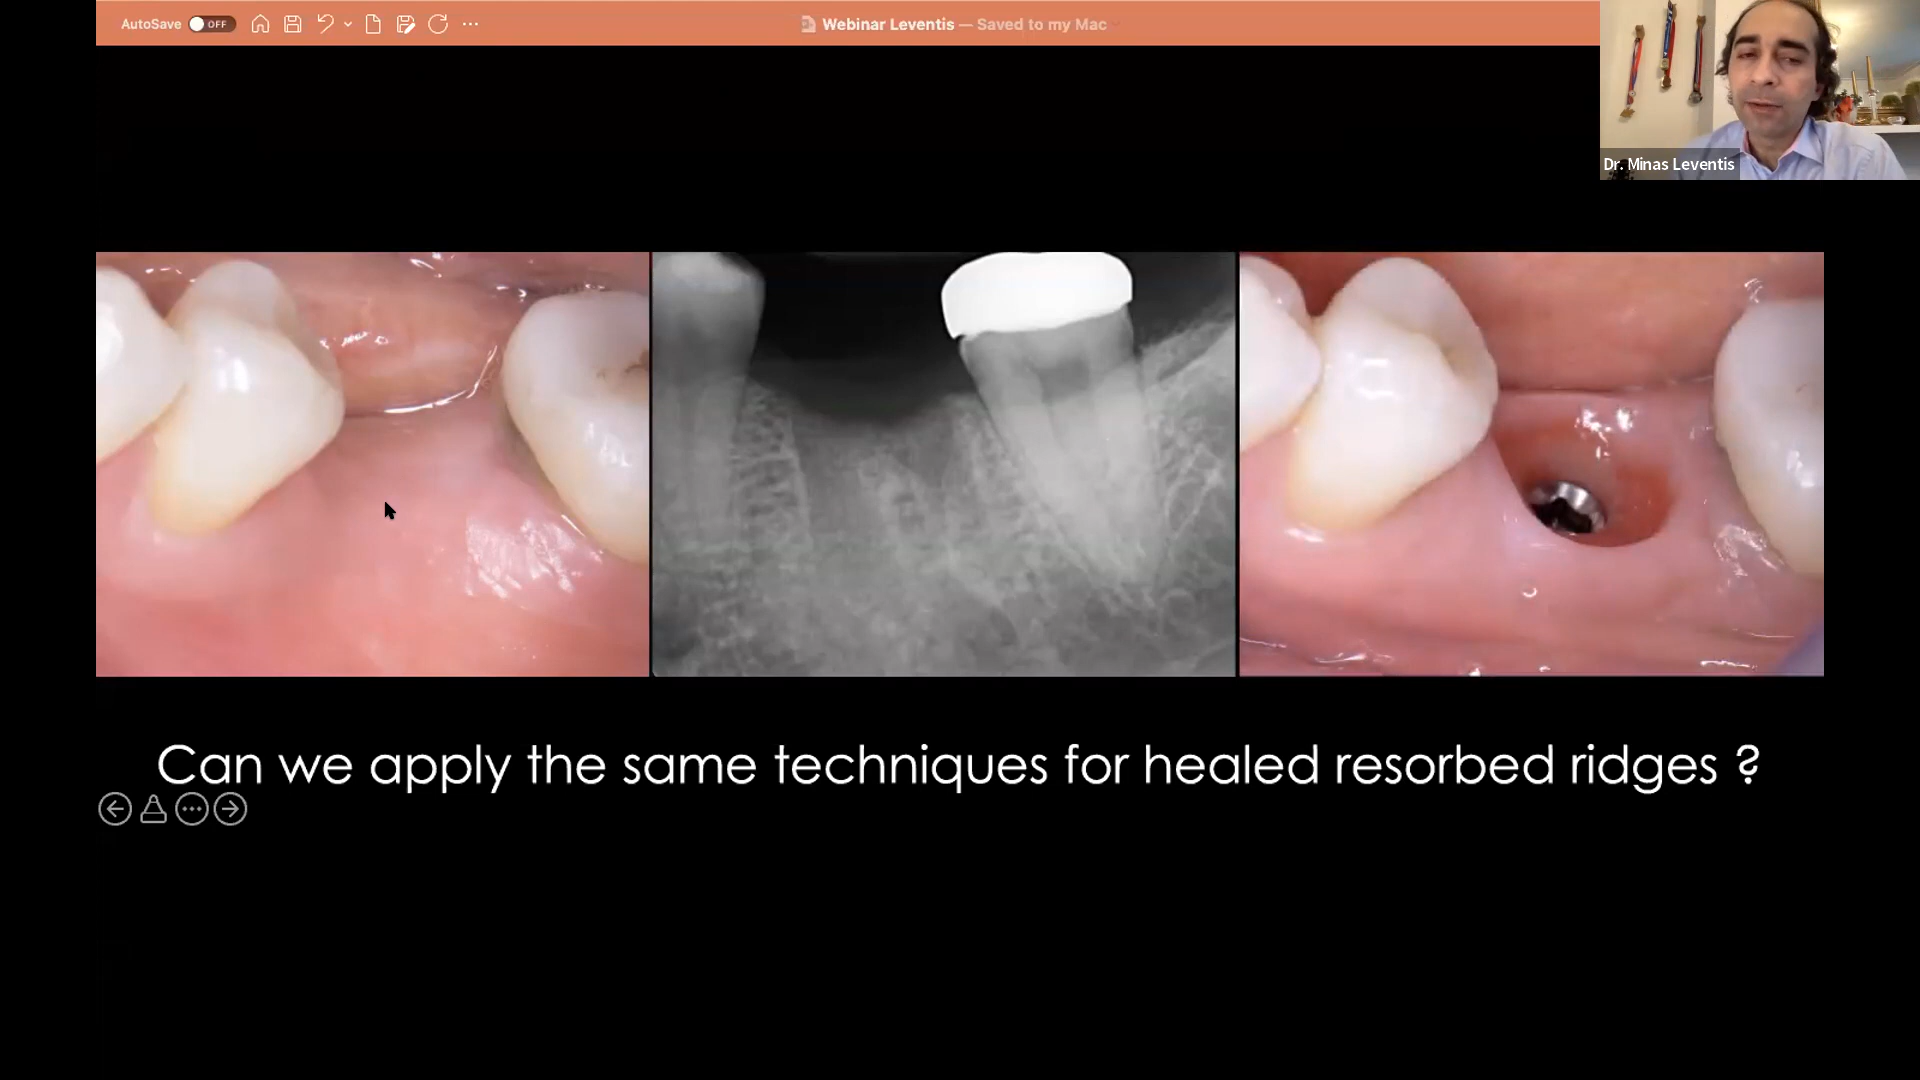 AutoSave OFF
Webinar Leventis — Saved to my Mac
Dr. Minas Leventis
Can we apply the same techniques for healed resorbed ridges ?